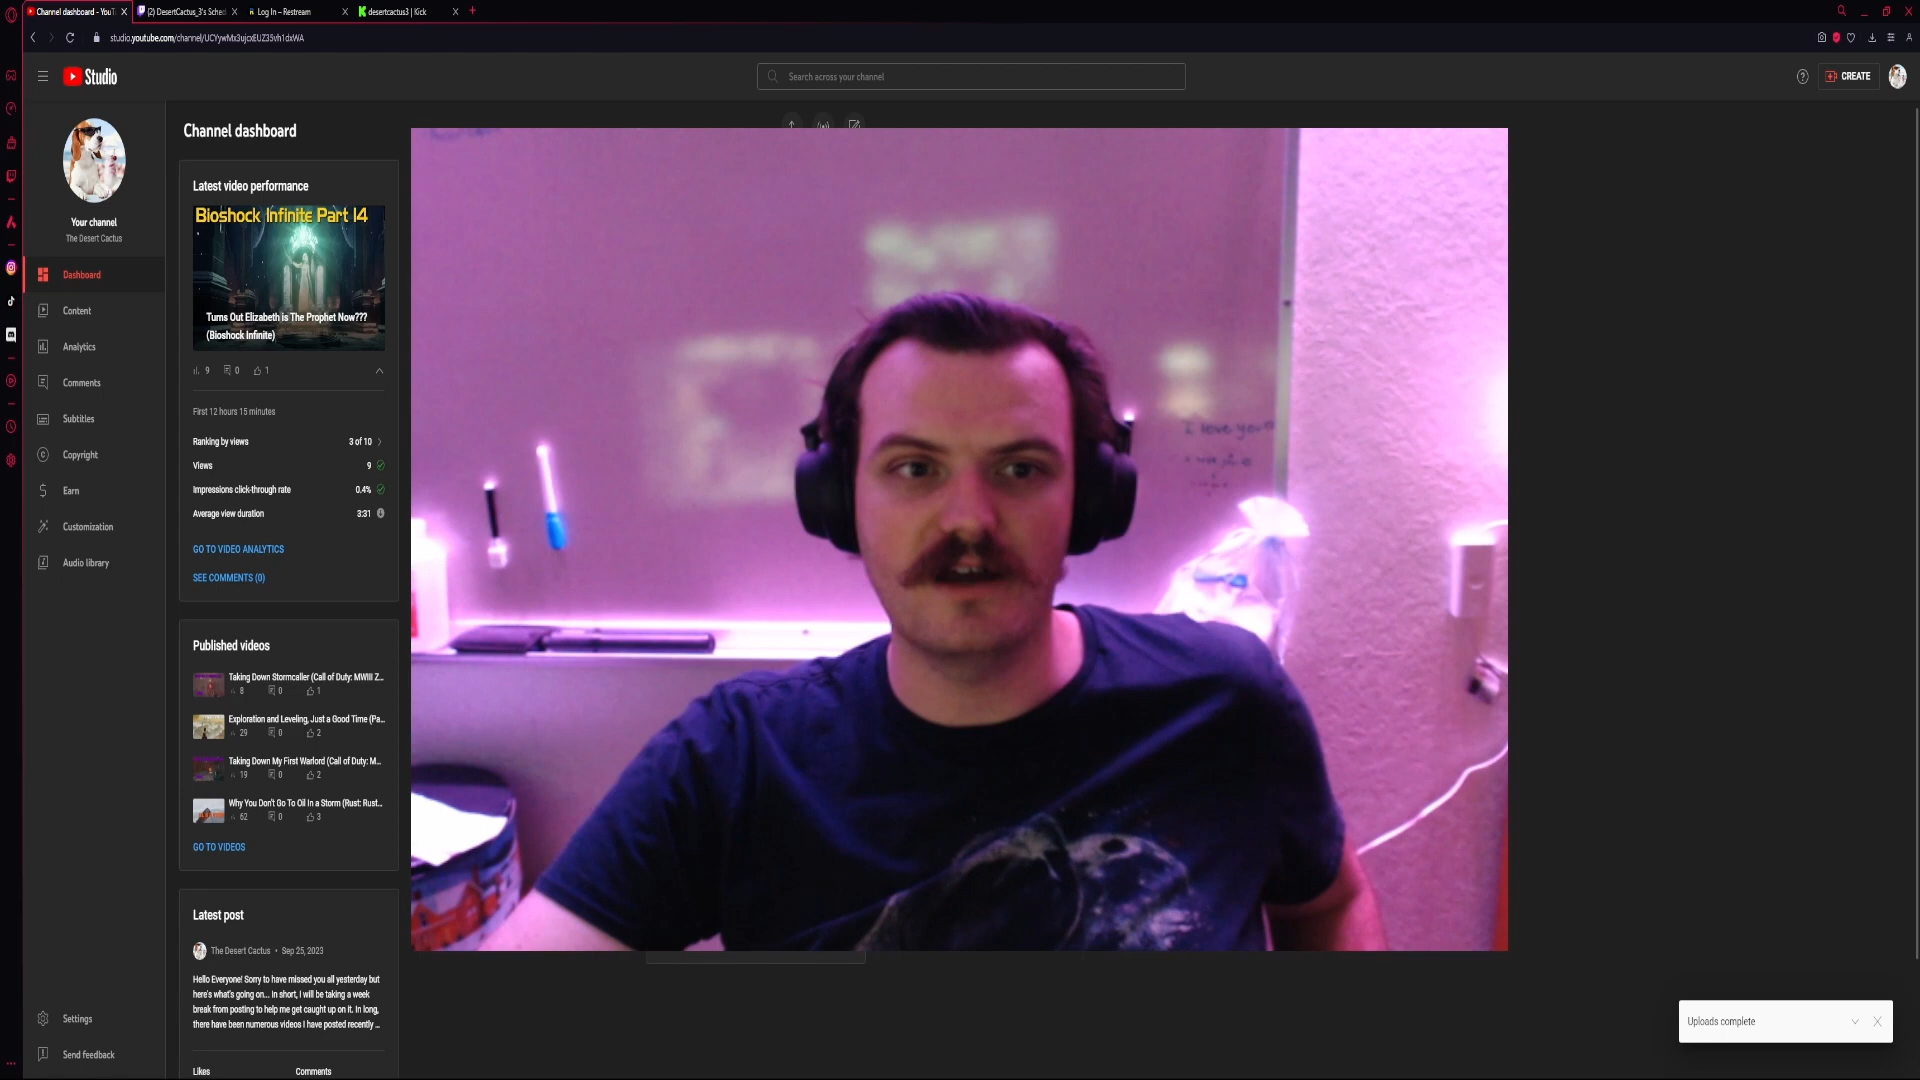 Channel dashboard - YouT
(2) DesertCactus_3's Sched
Log In – Restream
desertcactus3 | Kick
studio.youtube.com/channel/UCYywMx3ujcxEUZ35vh1dxWA
Studio
Search across your channel
CREATE
Your channel
The Desert Cactus
Dashboard
Content
Analytics
Comments
Subtitles
Copyright
Earn
Customization
Audio library
Settings
Send feedback
Channel dashboard
Latest video performance
Bioshock Infinite Part 14
Turns Out Elizabeth is The Prophet Now???
(Bioshock Infinite)
9 0 1
First 12 hours 15 minutes
Ranking by views 3 of 10
Views 9
Impressions click-through rate 0.4%
Average view duration 3:31
GO TO VIDEO ANALYTICS
SEE COMMENTS (0)
Published videos
Taking Down Stormcaller (Call of Duty: MWIII Z...
8 0 1
Exploration and Leveling, Just a Good Time (Pa...
29 0 2
Taking Down My First Warlord (Call of Duty: M...
19 0 2
Why You Don't Go To Oil In a Storm (Rust: Rust...
62 0 3
GO TO VIDEOS
Latest post
The Desert Cactus • Sep 25, 2023
Hello Everyone! Sorry to have missed you all yesterday but
here's what's going on... In short, I will be taking a week
break from posting to help me get caught up on it. In long,
there have been numerous videos I have posted recently ...
Likes Comments
I love you
Uploads complete